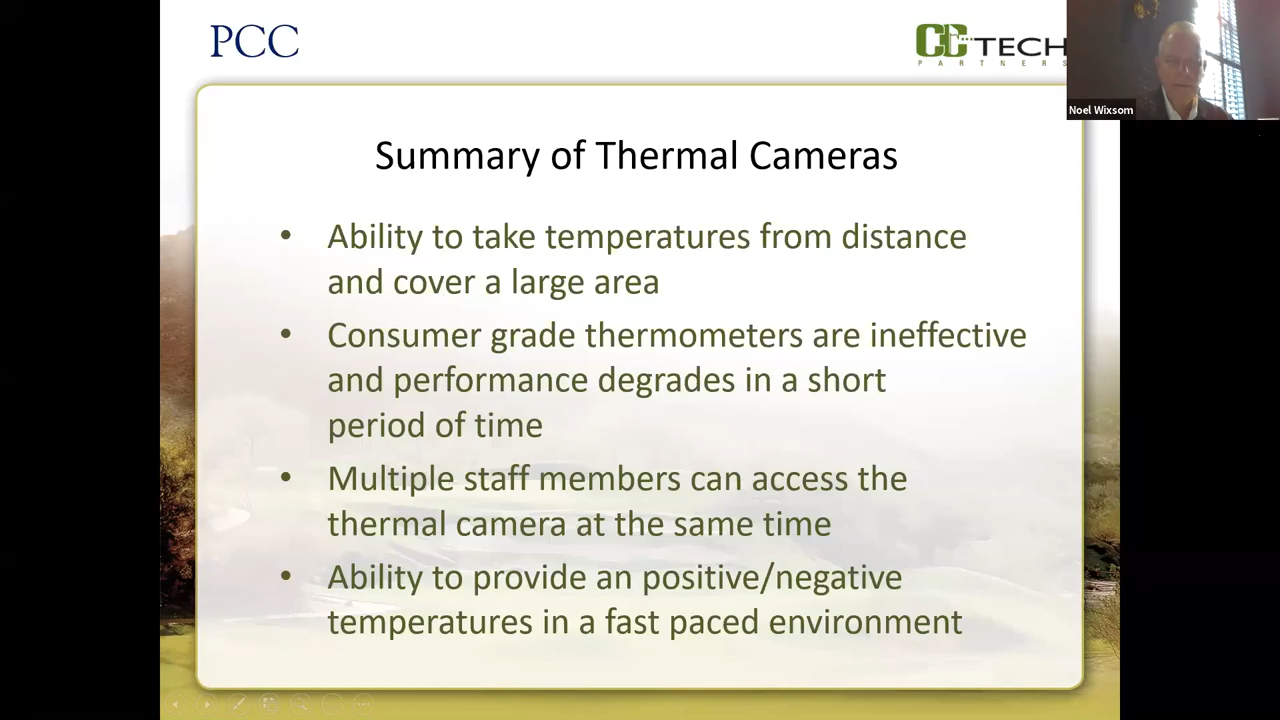 PCC
CC TECH
PARTNERS
Noel Wixsom
Summary of Thermal Cameras
• Ability to take temperatures from distance
and cover a large area
• Consumer grade thermometers are ineffective
and performance degrades in a short
period of time
• Multiple staff members can access the
thermal camera at the same time
• Ability to provide an positive/negative
temperatures in a fast paced environment